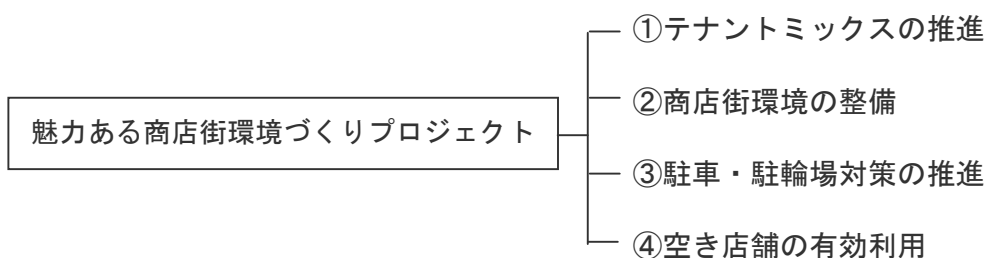 ①テナントミックスの推進
②商店街環境の整備
魅力ある商店街環境づくりプロジェクト
③駐車・駐輪場対策の推進
④空き店舗の有効利用